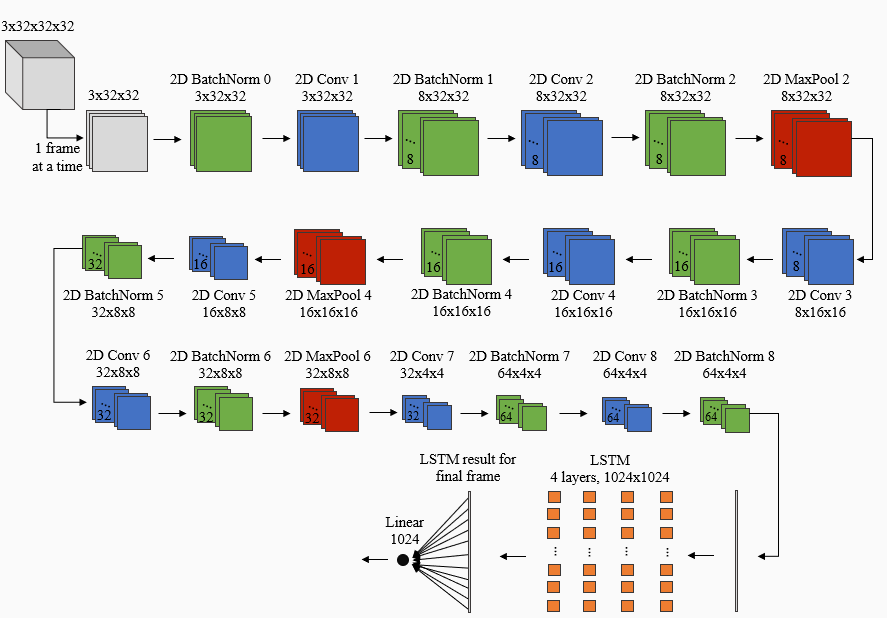 3x32x32x32
1 frame
at a time
3x32x32
2D BatchNorm 0
3x32x32
2D Conv 1
3x32x32
2D BatchNorm 1
8x32x32
...
8
2D Conv 2
8x32x32
...
8
2D BatchNorm 2
8x32x32
...
8
2D MaxPool 2
8x32x32
...
8
...
8
2D Conv 3
8x16x16
...
16
2D BatchNorm 3
16x16x16
...
16
2D Conv 4
16x16x16
...
16
2D BatchNorm 4
16x16x16
...
16
2D MaxPool 4
16x16x16
...
16
2D Conv 5
16x8x8
...
32
2D BatchNorm 5
32x8x8
2D Conv 6
32x8x8
...
32
2D BatchNorm 6
32x8x8
...
32
2D MaxPool 6
32x8x8
...
32
2D Conv 7
32x4x4
...
32
2D BatchNorm 7
64x4x4
...
64
2D Conv 8
64x4x4
...
64
2D BatchNorm 8
64x4x4
...
64
LSTM
4 layers, 1024x1024
... ... ... ...
LSTM result for
final frame
Linear
1024